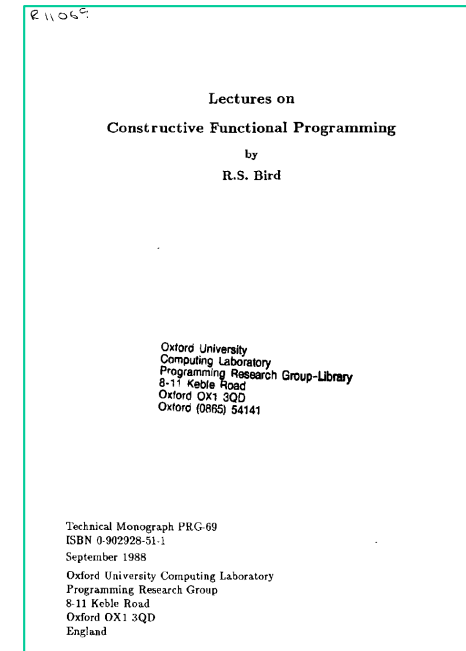 R11069
Lectures on
Constructive Functional Programming
by
R.S. Bird
Oxford University
Computing Laboratory
Programming Research Group-Library
8-11 Keble Road
Oxford OX1 3QD
Oxford (0865) 54141
Technical Monograph PRG-69
ISBN 0-902928-51-1
September 1988
Oxford University Computing Laboratory
Programming Research Group
8-11 Keble Road
Oxford OX1 3QD
England